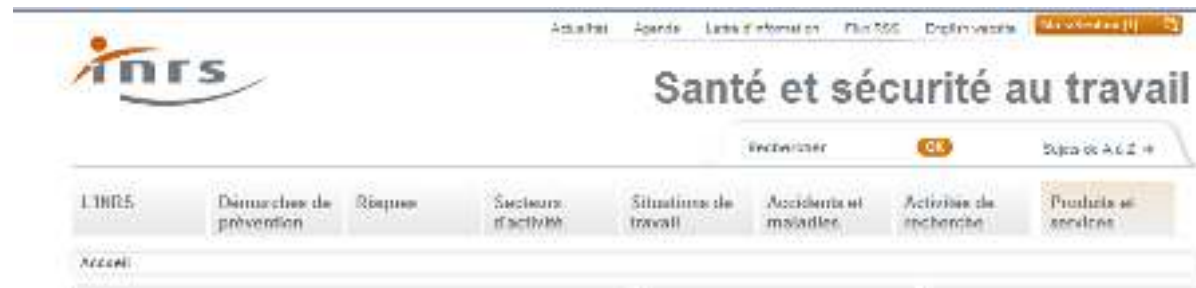 Actualités Agenda Lettre d'information Flux RSS English website
inrs
Santé et sécurité au travail
Rechercher OK Sujets de A à Z
L'INRS Démarches de prévention Risques Secteurs d'activité Situations de travail Accidents et maladies Activités de recherche Produits et services
Accueil